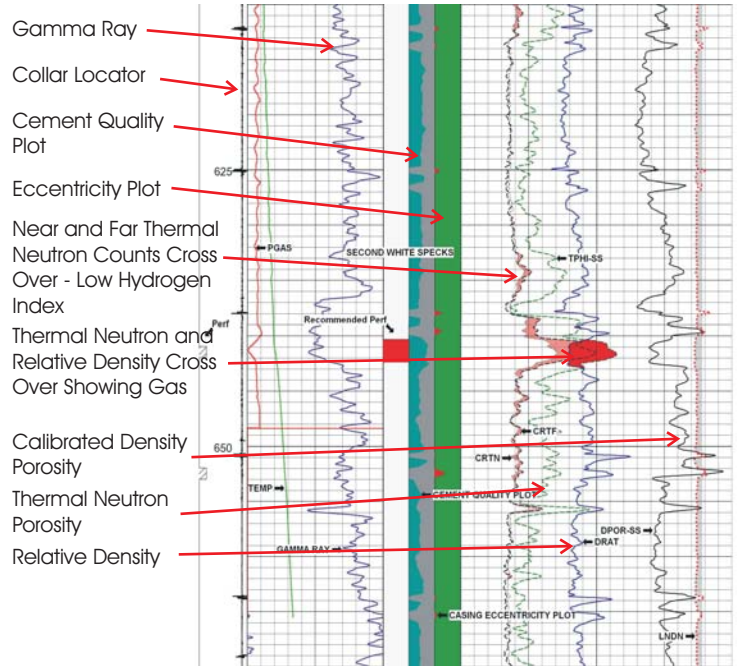 Gamma Ray
Collar Locator
Cement Quality
Plot
625
Eccentricity Plot
Near and Far Thermal
Neutron Counts Cross
Over - Low Hydrogen
Index
PGAS
SECOND WHITE SPECKS
TPHI-SS
Perf
Recommended Perf
Thermal Neutron and
Relative Density Cross
Over Showing Gas
Calibrated Density
Porosity
CRTF
650
CRTN
Thermal Neutron
Porosity
TEMP
CEMENT QUALITY PLOT
DPOR-SS
DRAT
Relative Density
GAMMA RAY
CASING ECCENTRICITY PLOT
LNDN